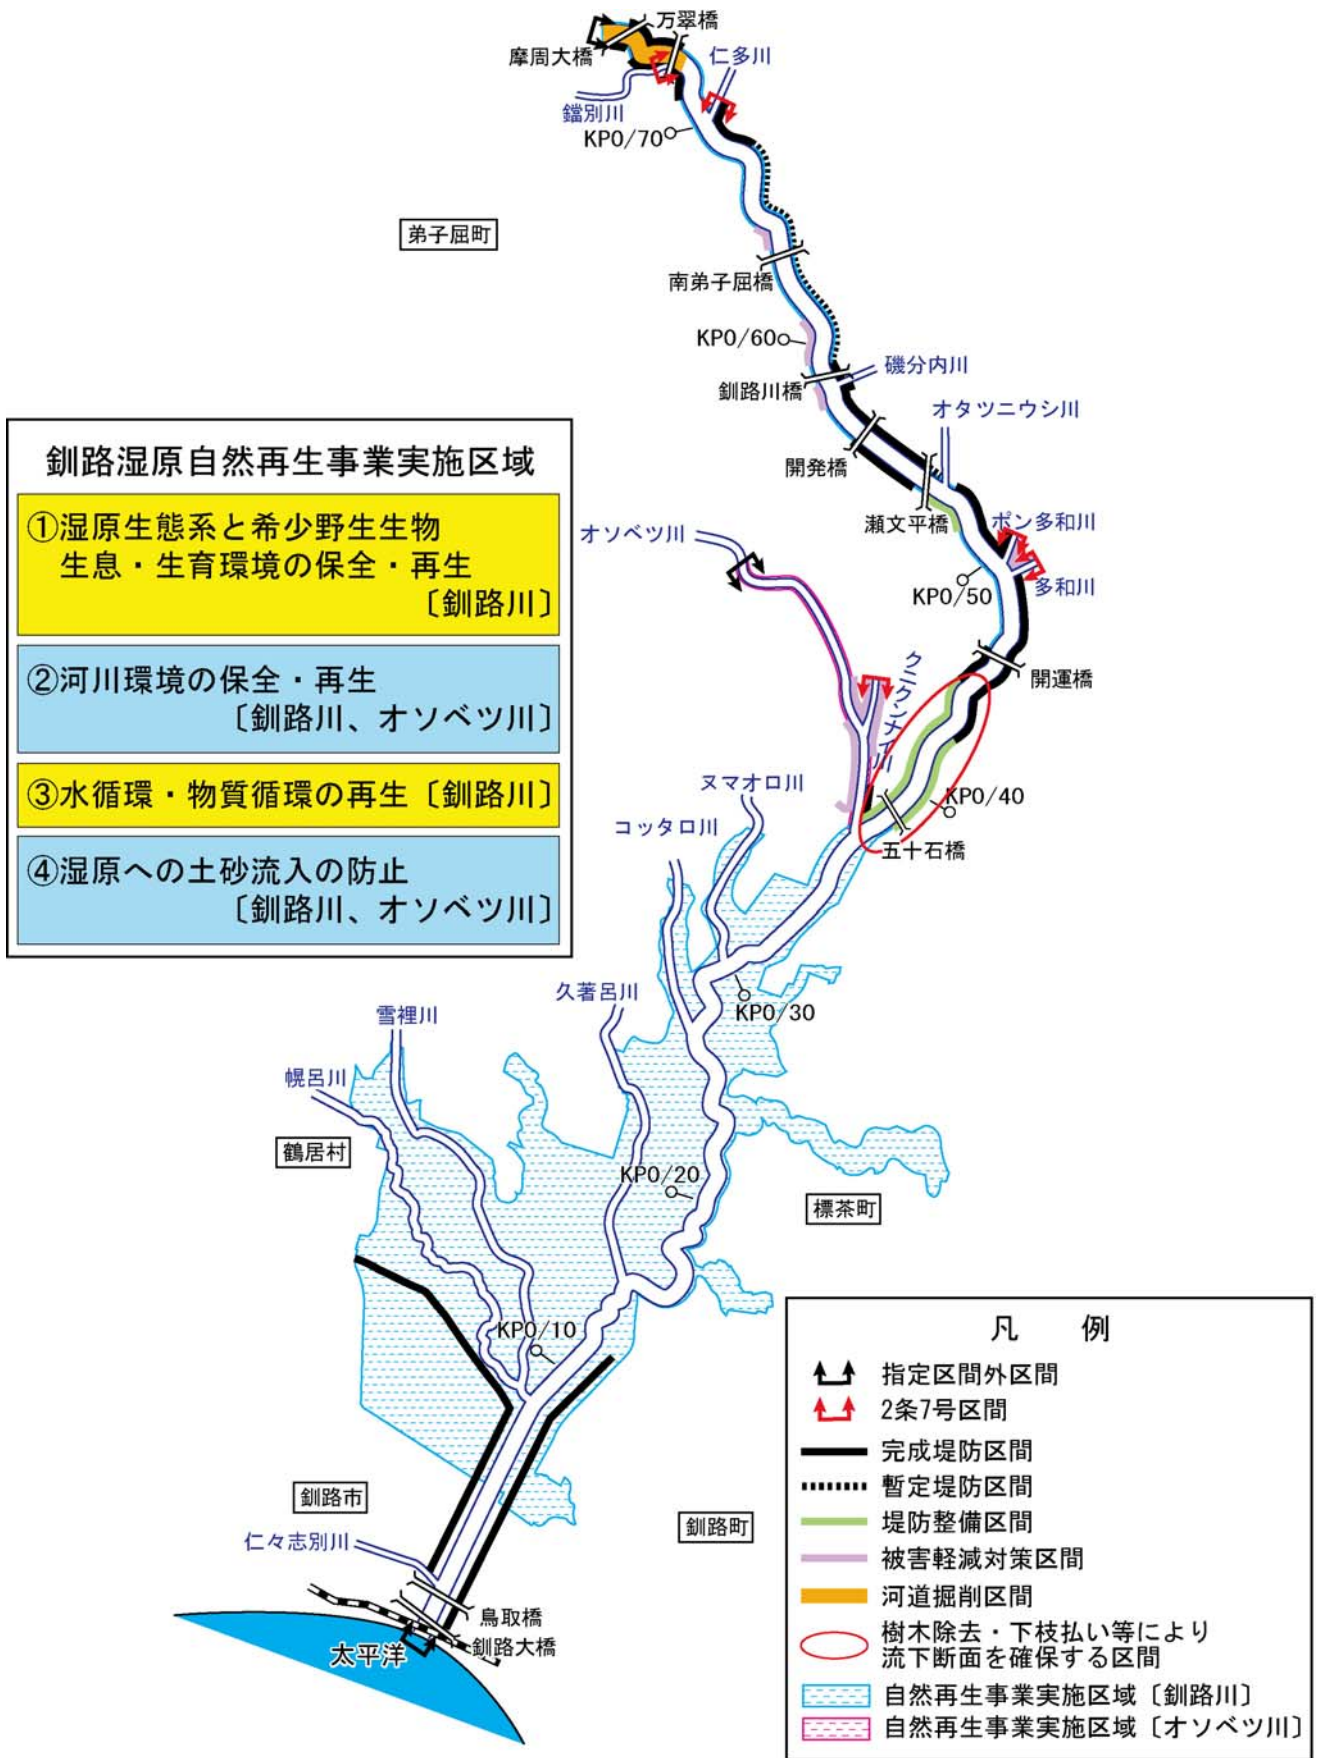 万翠橋
摩周大橋
仁多川
鐺別川
KP0/70
弟子屈町
南弟子屈橋
KP0/60
磯分内川
釧路川橋
オタツニウシ川
開発橋
瀬文平橋
ポン多和川
オソベツ川
多和川
KP0/50
クニクンナイ川
開運橋
ヌマオロ川
KP0/40
コッタロ川
五十石橋
釧路湿原自然再生事業実施区域
①湿原生態系と希少野生生物
生息・生育環境の保全・再生
〔釧路川〕
②河川環境の保全・再生
〔釧路川、オソベツ川〕
③水循環・物質循環の再生〔釧路川〕
④湿原への土砂流入の防止
〔釧路川、オソベツ川〕
久著呂川
雪裡川
KP0/30
幌呂川
鶴居村
KP0/20
標茶町
KP0/10
釧路市
釧路町
仁々志別川
鳥取橋
釧路大橋
太平洋
凡 例
指定区間外区間
2条7号区間
完成堤防区間
暫定堤防区間
堤防整備区間
被害軽減対策区間
河道掘削区間
樹木除去・下枝払い等により
流下断面を確保する区間
自然再生事業実施区域〔釧路川〕
自然再生事業実施区域〔オソベツ川〕